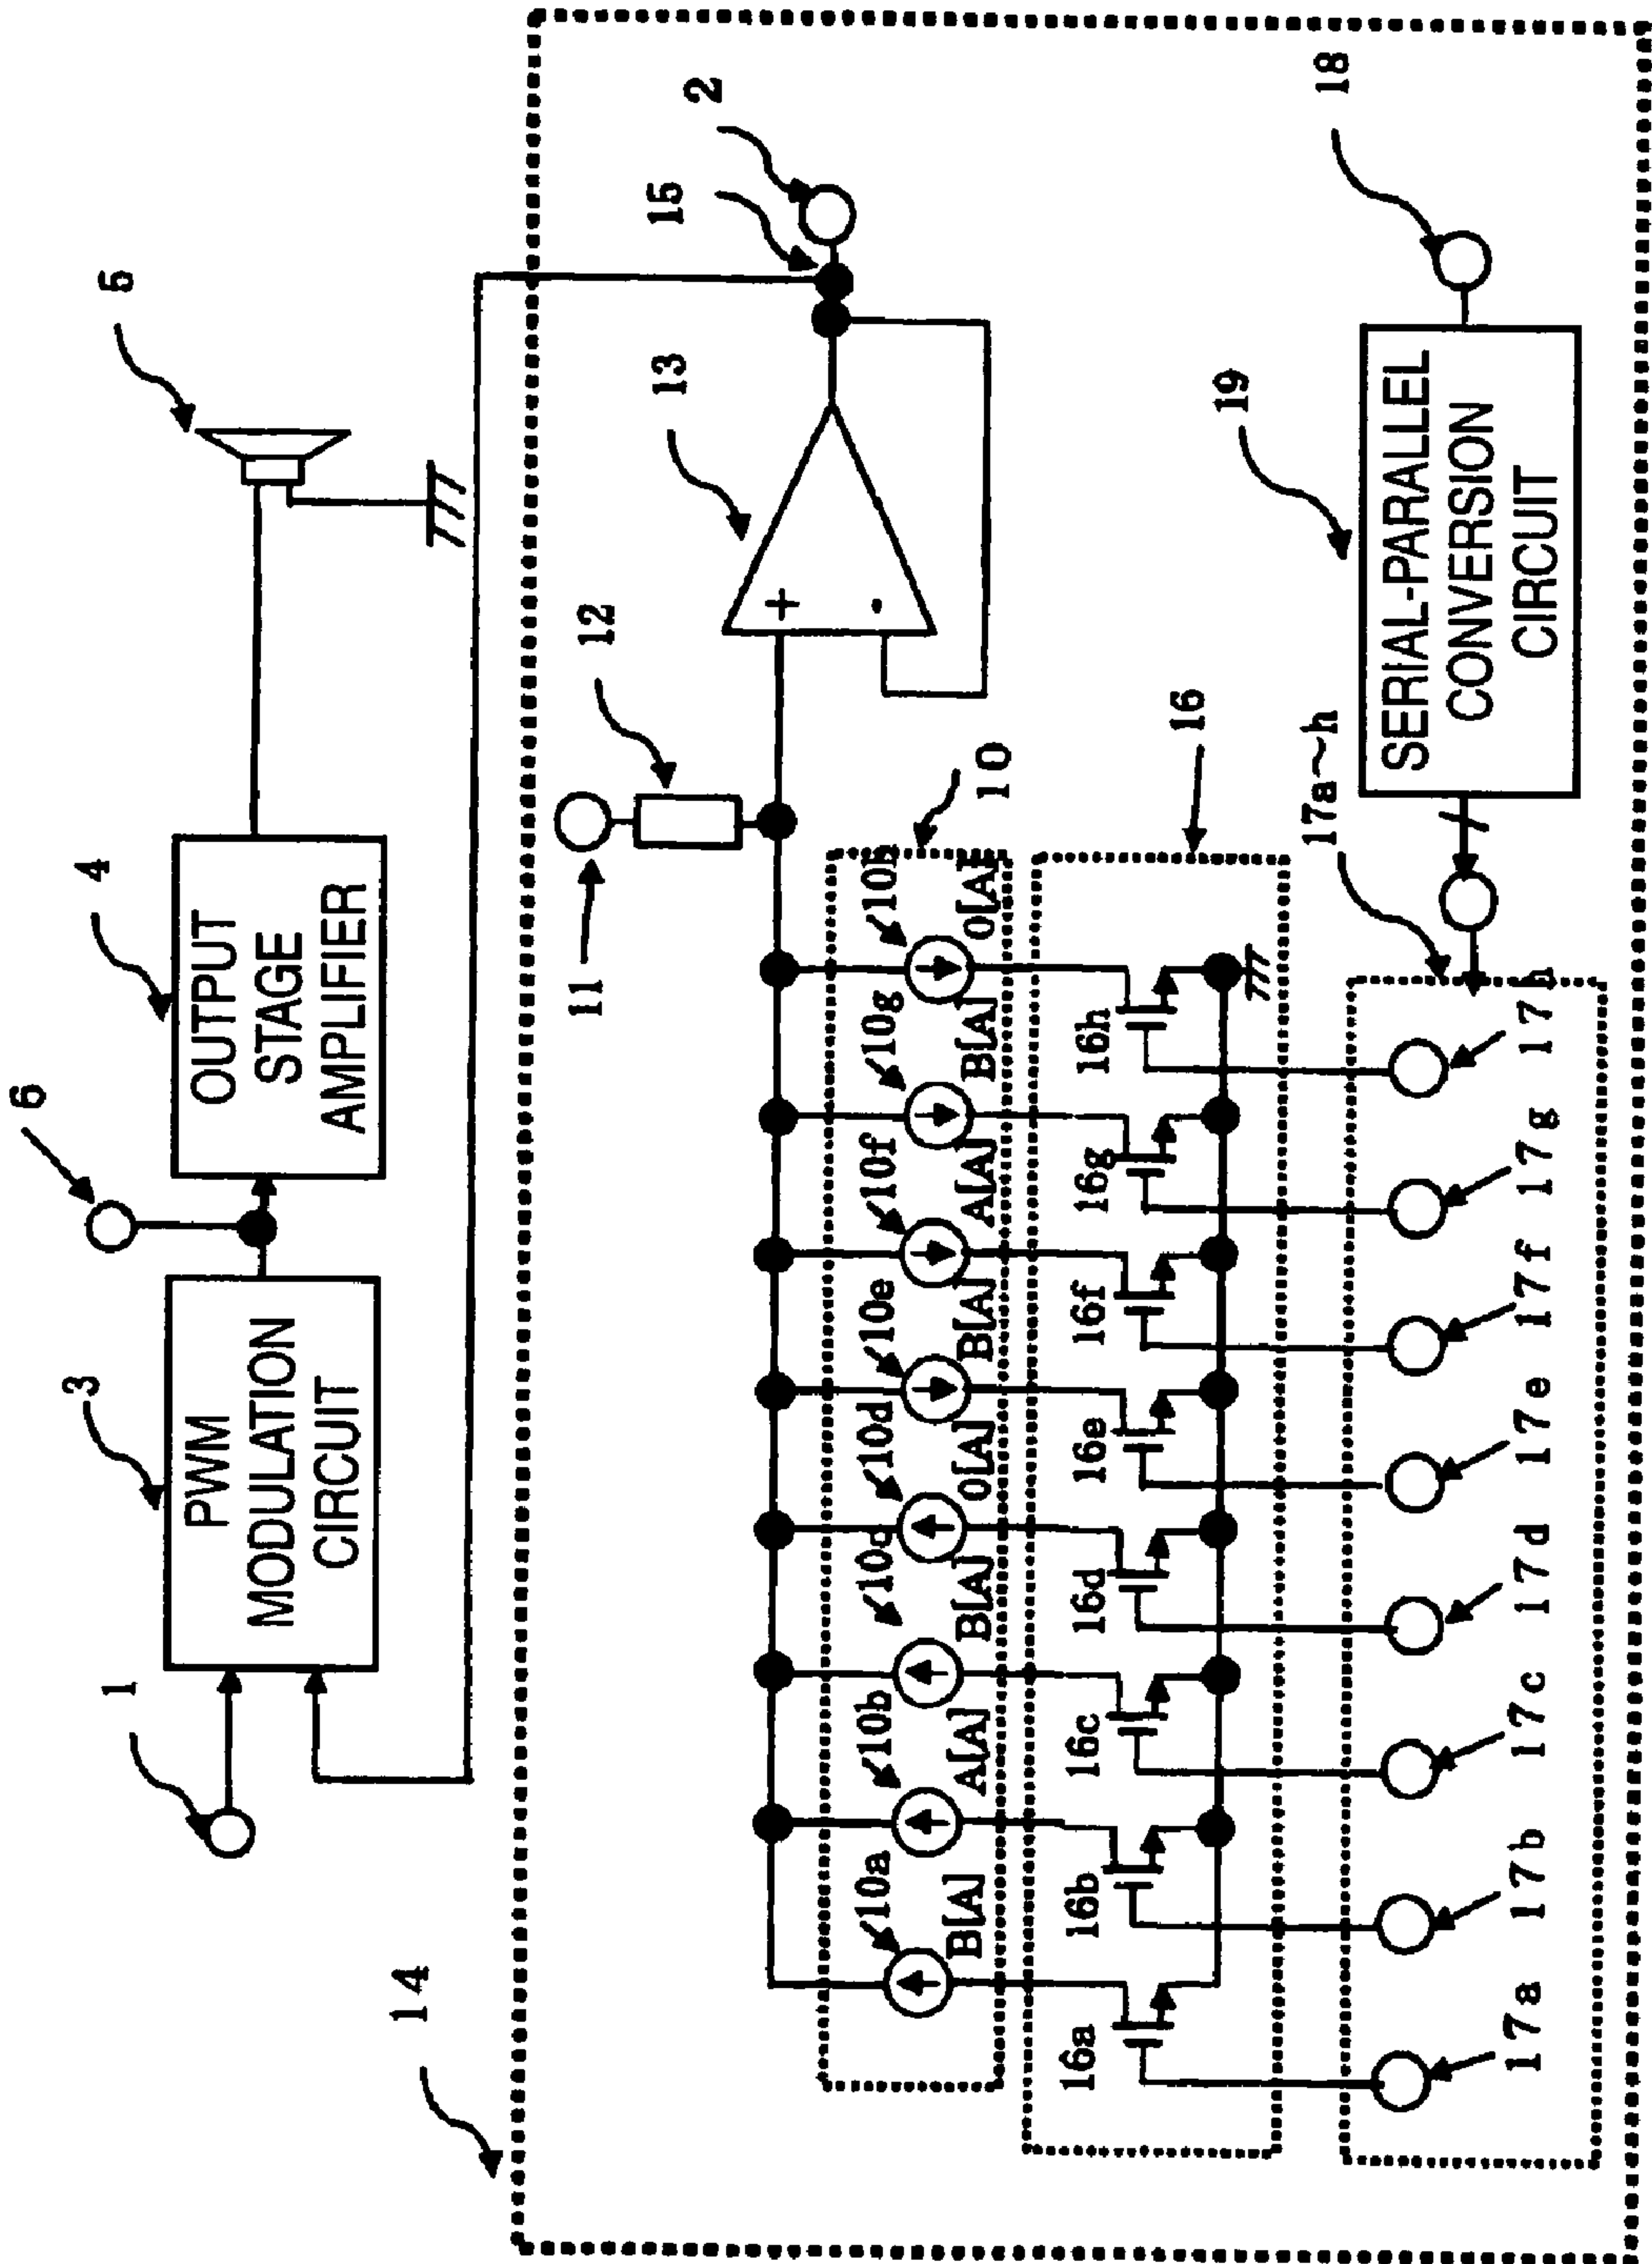 1
3
PWM
MODULATION
CIRCUIT
6
4
OUTPUT
STAGE
AMPLIFIER
5
14
11
12
13
15
2
10
10a
10b
10c
10d
10e
10f
10g
10h
B[A]
A[A]
B[A]
0[A]
B[A]
A[A]
B[A]
0[A]
+
-
16
16a
16b
16c
16d
16e
16f
16g
16h
17a~h
17a
17b
17c
17d
17e
17f
17g
17h
19
SERIAL-PARALLEL
CONVERSION
CIRCUIT
18